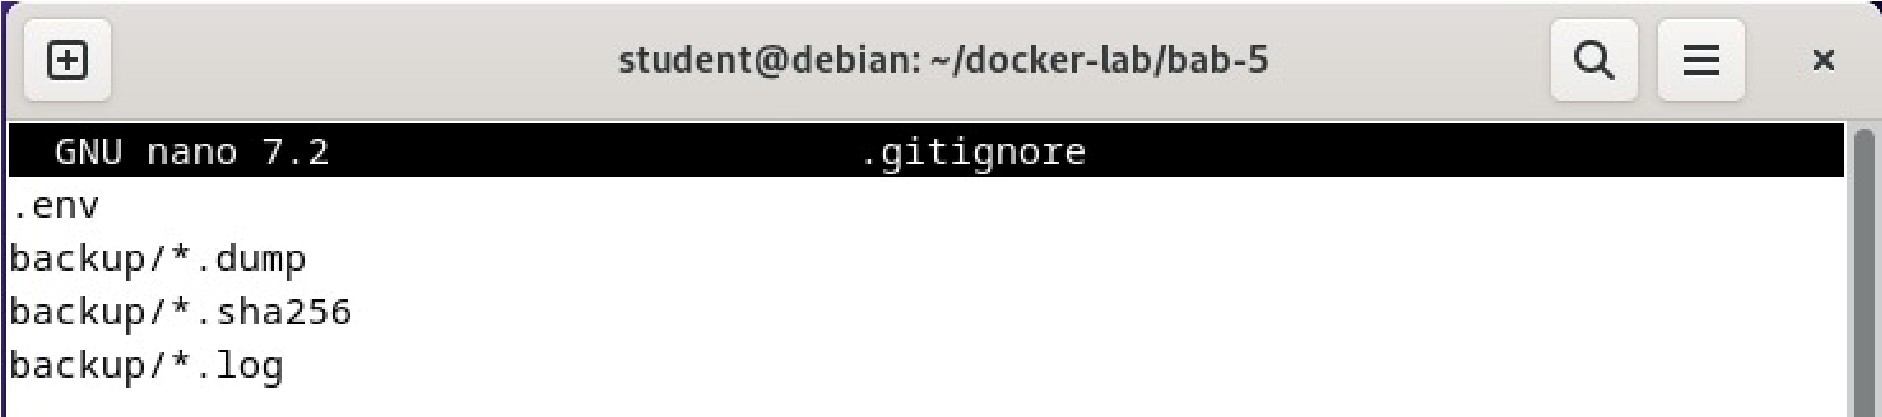 student@debian: ~/docker-lab/bab-5
GNU nano 7.2 .gitignore
.env
backup/*.dump
backup/*.sha256
backup/*.log